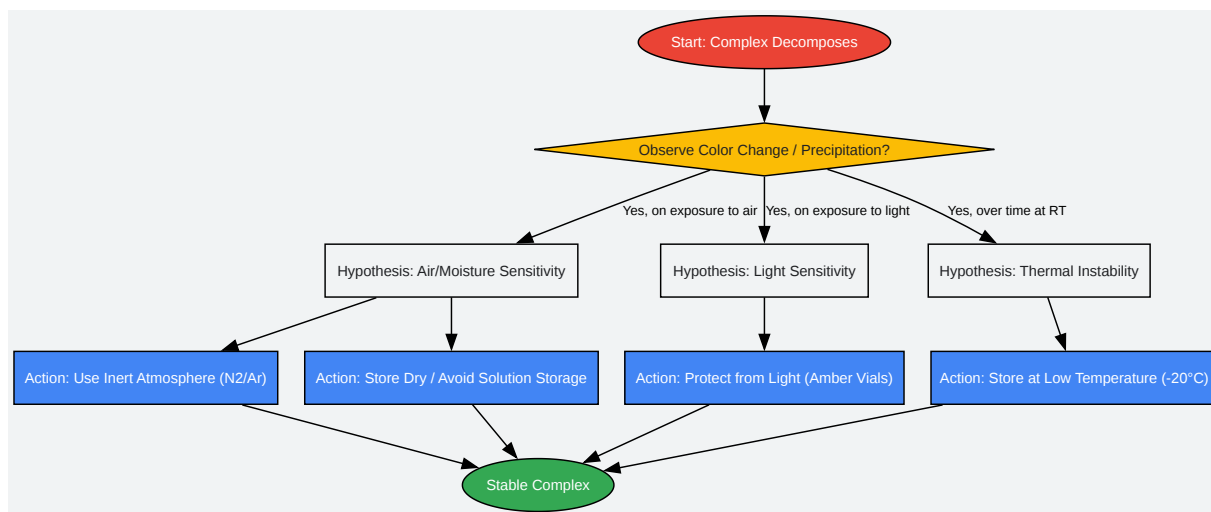 Start: Complex Decomposes
Observe Color Change / Precipitation?
Yes, on exposure to air
Yes, on exposure to light
Yes, over time at RT
Hypothesis: Air/Moisture Sensitivity
Hypothesis: Light Sensitivity
Hypothesis: Thermal Instability
Action: Use Inert Atmosphere (N2/Ar)
Action: Store Dry / Avoid Solution Storage
Action: Protect from Light (Amber Vials)
Action: Store at Low Temperature (-20°C)
Stable Complex